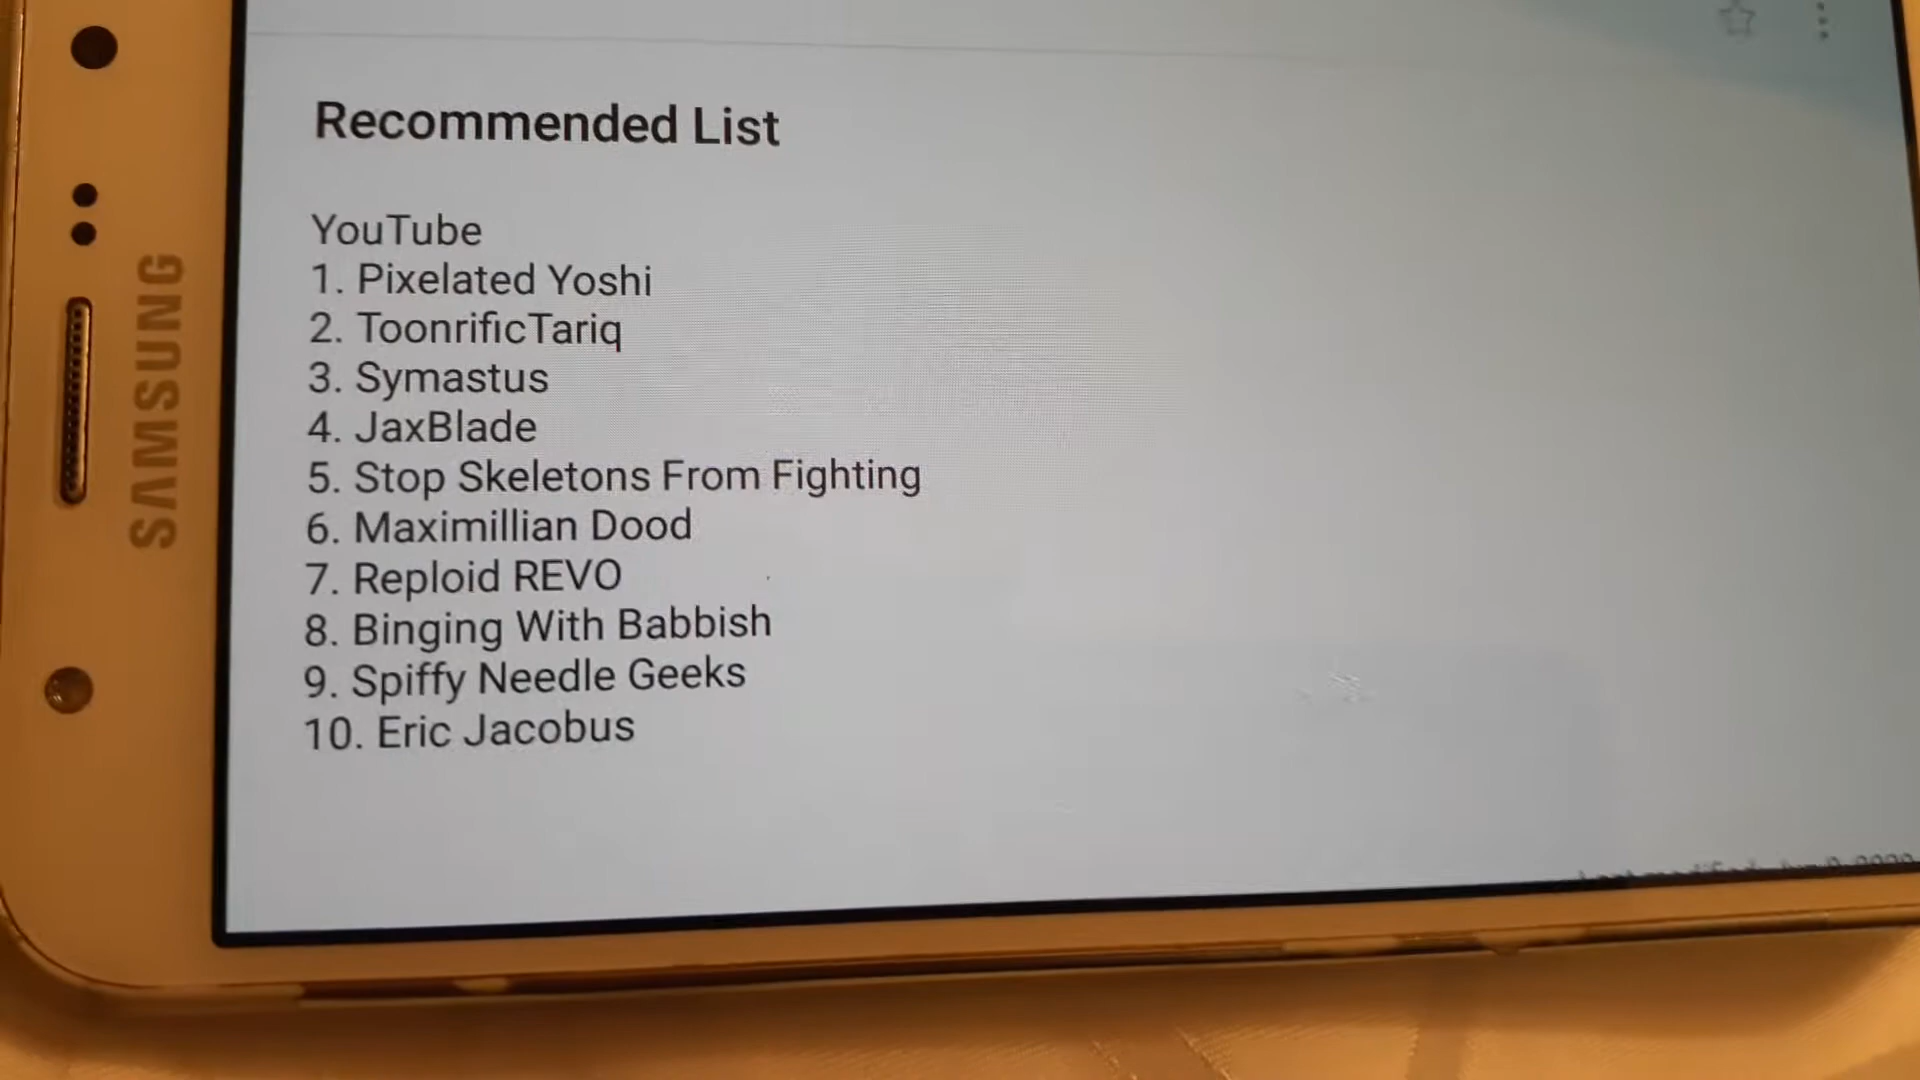 SAMSUNG
Recommended List
YouTube
1. Pixelated Yoshi
2. ToonrificTariq
3. Symastus
4. JaxBlade
5. Stop Skeletons From Fighting
6. Maximillian Dood
7. Reploid REVO
8. Binging With Babbish
9. Spiffy Needle Geeks
10. Eric Jacobus